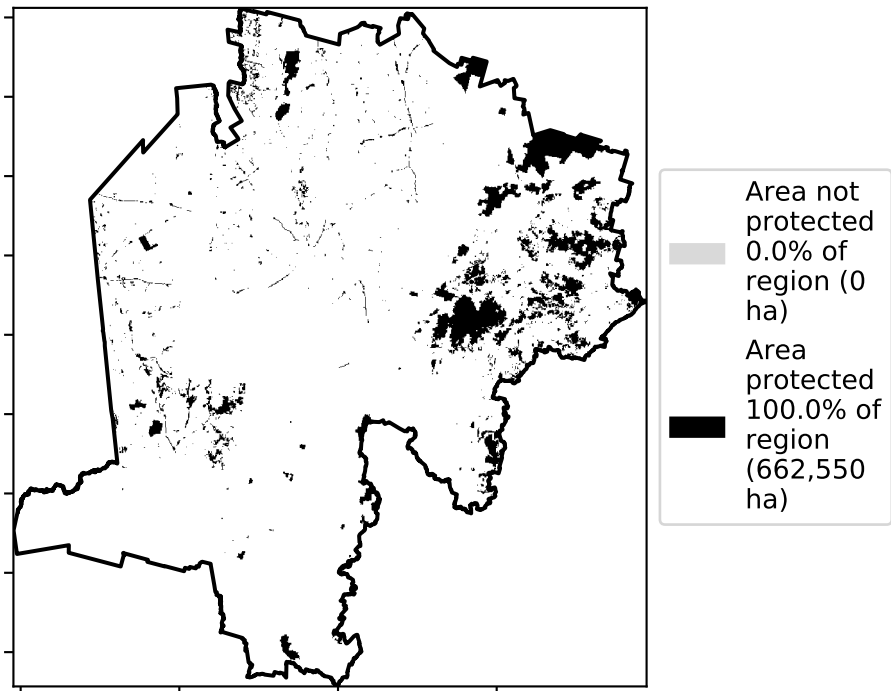 Area not
protected
0.0% of
region (0
ha)
Area
protected
100.0% of
region
(662,550
ha)